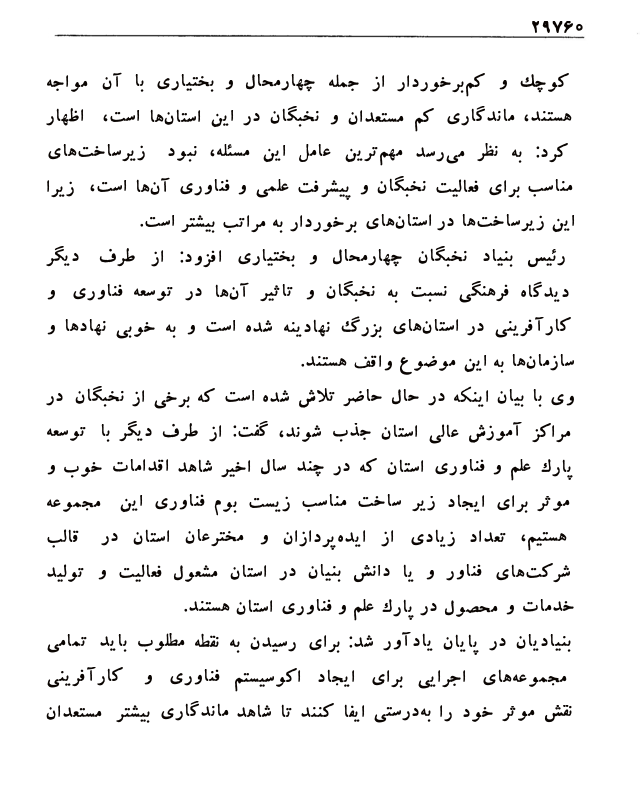 ۲۹۷۶۰
کوچك و کم‌برخوردار از جمله چهارمحال و بختیاری با آن مواجه
هستند، ماندگاری کم مستعدان و نخبگان در این استان‌ها است، اظهار
کرد: به نظر می‌رسد مهم‌ترین عامل این مسئله، نبود زیرساخت‌های
مناسب برای فعالیت نخبگان و پیشرفت علمی و فناوری آن‌ها است، زیرا
این زیرساخت‌ها در استان‌های برخوردار به مراتب بیشتر است.
رئیس بنیاد نخبگان چهارمحال و بختیاری افزود: از طرف دیگر
دیدگاه فرهنگی نسبت به نخبگان و تاثیر آن‌ها در توسعه فناوری و
کارآفرینی در استان‌های بزرگ نهادینه شده است و به خوبی نهادها و
سازمان‌ها به این موضوع واقف هستند.
وی با بیان اینکه در حال حاضر تلاش شده است که برخی از نخبگان در
مراکز آموزش عالی استان جذب شوند، گفت: از طرف دیگر با توسعه
پارك علم و فناوری استان که در چند سال اخیر شاهد اقدامات خوب و
موثر برای ایجاد زیر ساخت مناسب زیست بوم فناوری این مجموعه
هستیم، تعداد زیادی از ایده‌پردازان و مخترعان استان در قالب
شرکت‌های فناور و یا دانش بنیان در استان مشعول فعالیت و تولید
خدمات و محصول در پارك علم و فناوری استان هستند.
بنیادیان در پایان یادآور شد: برای رسیدن به نقطه مطلوب باید تمامی
مجموعه‌های اجرایی برای ایجاد اکوسیستم فناوری و کارآفرینی
نقش موثر خود را به‌درستی ایفا کنند تا شاهد ماندگاری بیشتر مستعدان